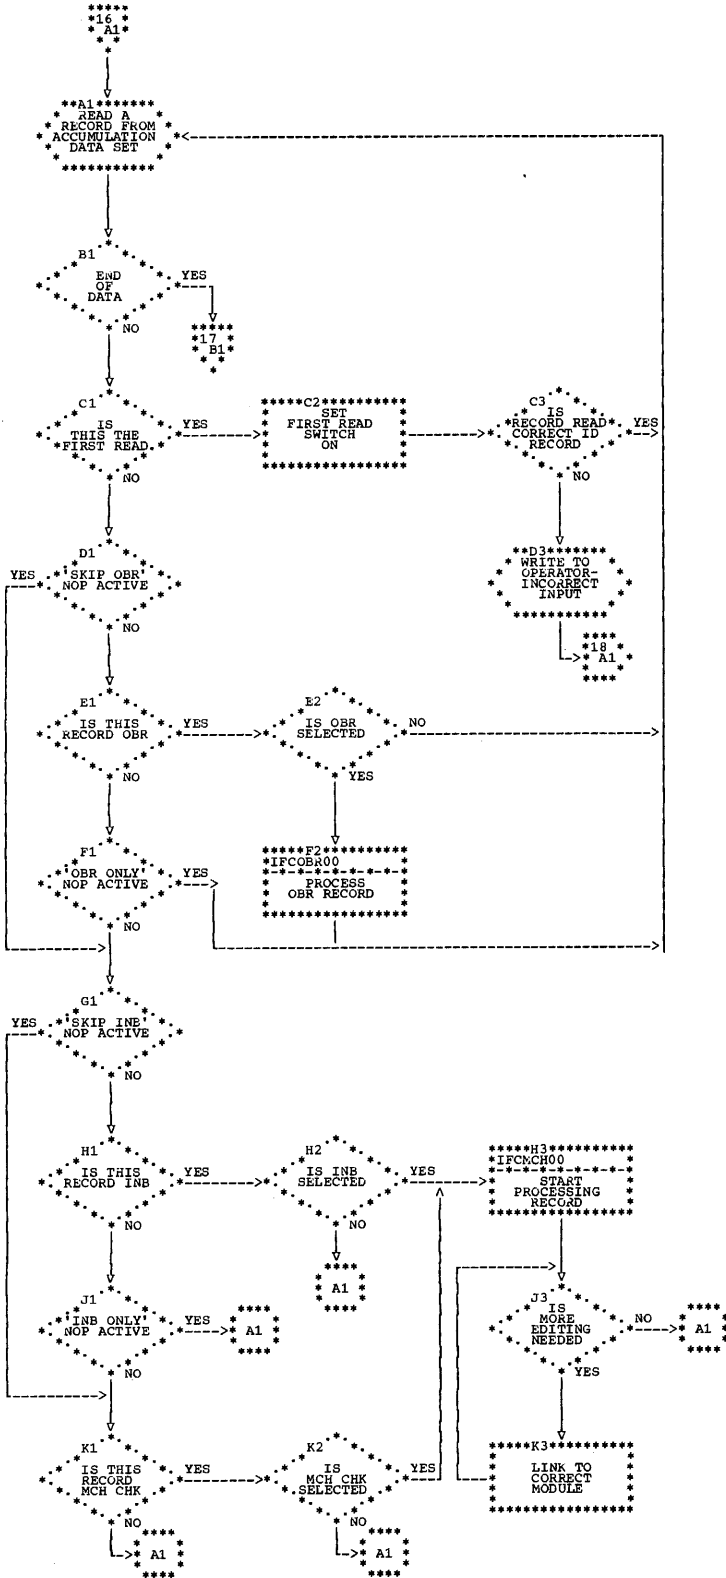 16
A1
A1
READ A
RECORD FROM
ACCUMULATION
DATA SET
B1
END
OF
DATA
YES
NO
17
B1
C1
IS
THIS THE
FIRST READ
YES
NO
C2
SET
FIRST READ
SWITCH
ON
C3
IS
RECORD READ
CORRECT ID
RECORD
YES
NO
D1
'SKIP OBR'
NOP ACTIVE
YES
NO
D3
WRITE TO
OPERATOR-
INCORRECT
INPUT
18
A1
E1
IS THIS
RECORD OBR
YES
NO
E2
IS OBR
SELECTED
NO
YES
F1
'OBR ONLY'
NOP ACTIVE
YES
NO
F2
IFCOBR00
PROCESS
OBR RECORD
G1
'SKIP INB'
NOP ACTIVE
YES
NO
H1
IS THIS
RECORD INB
YES
NO
H2
IS INB
SELECTED
YES
NO
A1
H3
IFCMCH00
START
PROCESSING
RECORD
J1
'INB ONLY'
NOP ACTIVE
YES
A1
NO
J3
IS
MORE
EDITING
NEEDED
NO
A1
YES
K1
IS THIS
RECORD
MCH CHK
YES
NO
A1
K2
IS
MCH CHK
SELECTED
YES
NO
A1
K3
LINK TO
CORRECT
MODULE